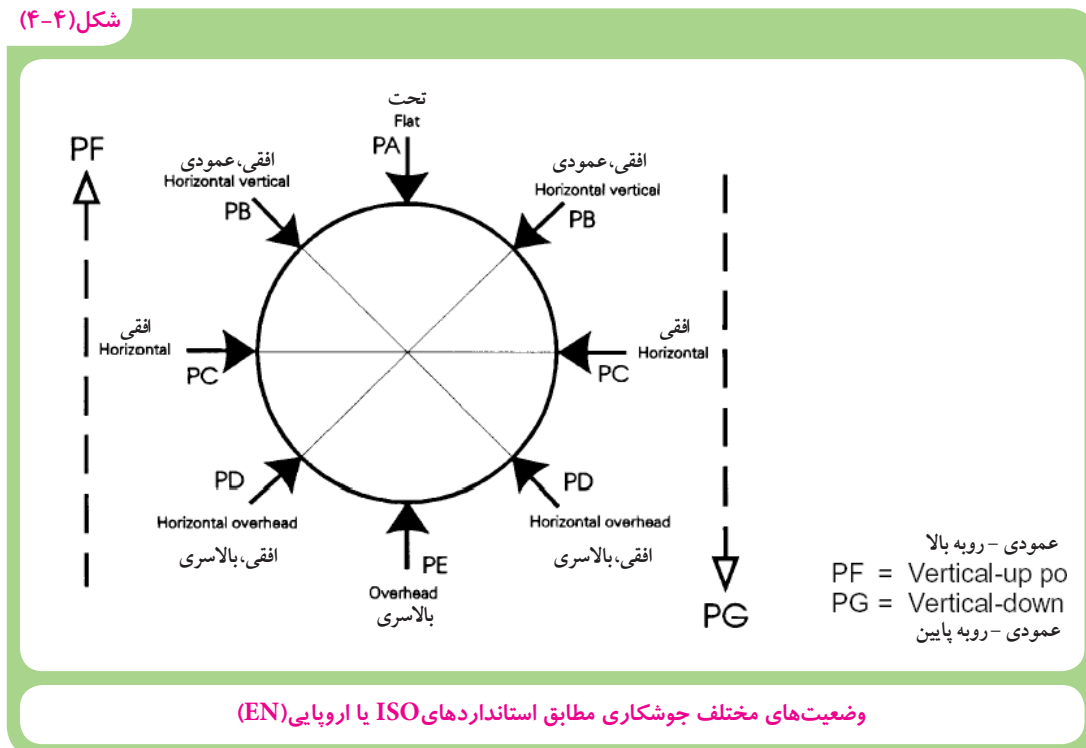 شکل(۴-۴)
تحت
Flat
PA
PF
افقی،عمودی
Horizontal vertical
PB
افقی،عمودی
Horizontal vertical
PB
افقی
Horizontal
PC
افقی
Horizontal
PC
PD
Horizontal overhead
افقی،بالاسری
PD
Horizontal overhead
افقی،بالاسری
PE
Overhead
بالاسری
PG
عمودی - روبه بالا
PF = Vertical-up po
PG = Vertical-down
عمودی - روبه پایین
وضعیت‌های مختلف جوشکاری مطابق استانداردهای ISO یا اروپایی(EN)